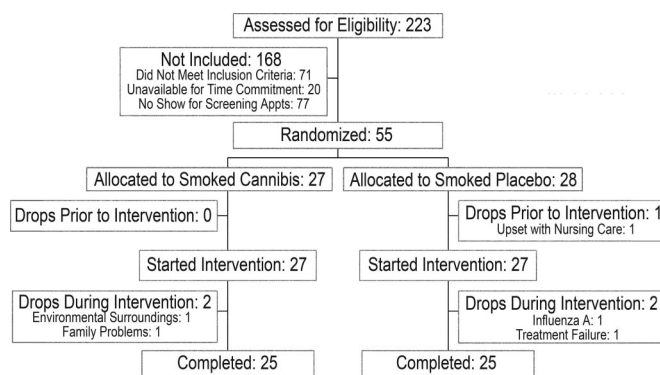 Assessed for Eligibility: 223
Not Included: 168
Did Not Meet Inclusion Criteria: 71
Unavailable for Time Commitment: 20
No Show for Screening Appts: 77
Randomized: 55
Allocated to Smoked Cannibis: 27
Allocated to Smoked Placebo: 28
Drops Prior to Intervention: 0
Drops Prior to Intervention: 1
Upset with Nursing Care: 1
Started Intervention: 27
Started Intervention: 27
Drops During Intervention: 2
Environmental Surroundings: 1
Family Problems: 1
Drops During Intervention: 2
Influenza A: 1
Treatment Failure: 1
Completed: 25
Completed: 25